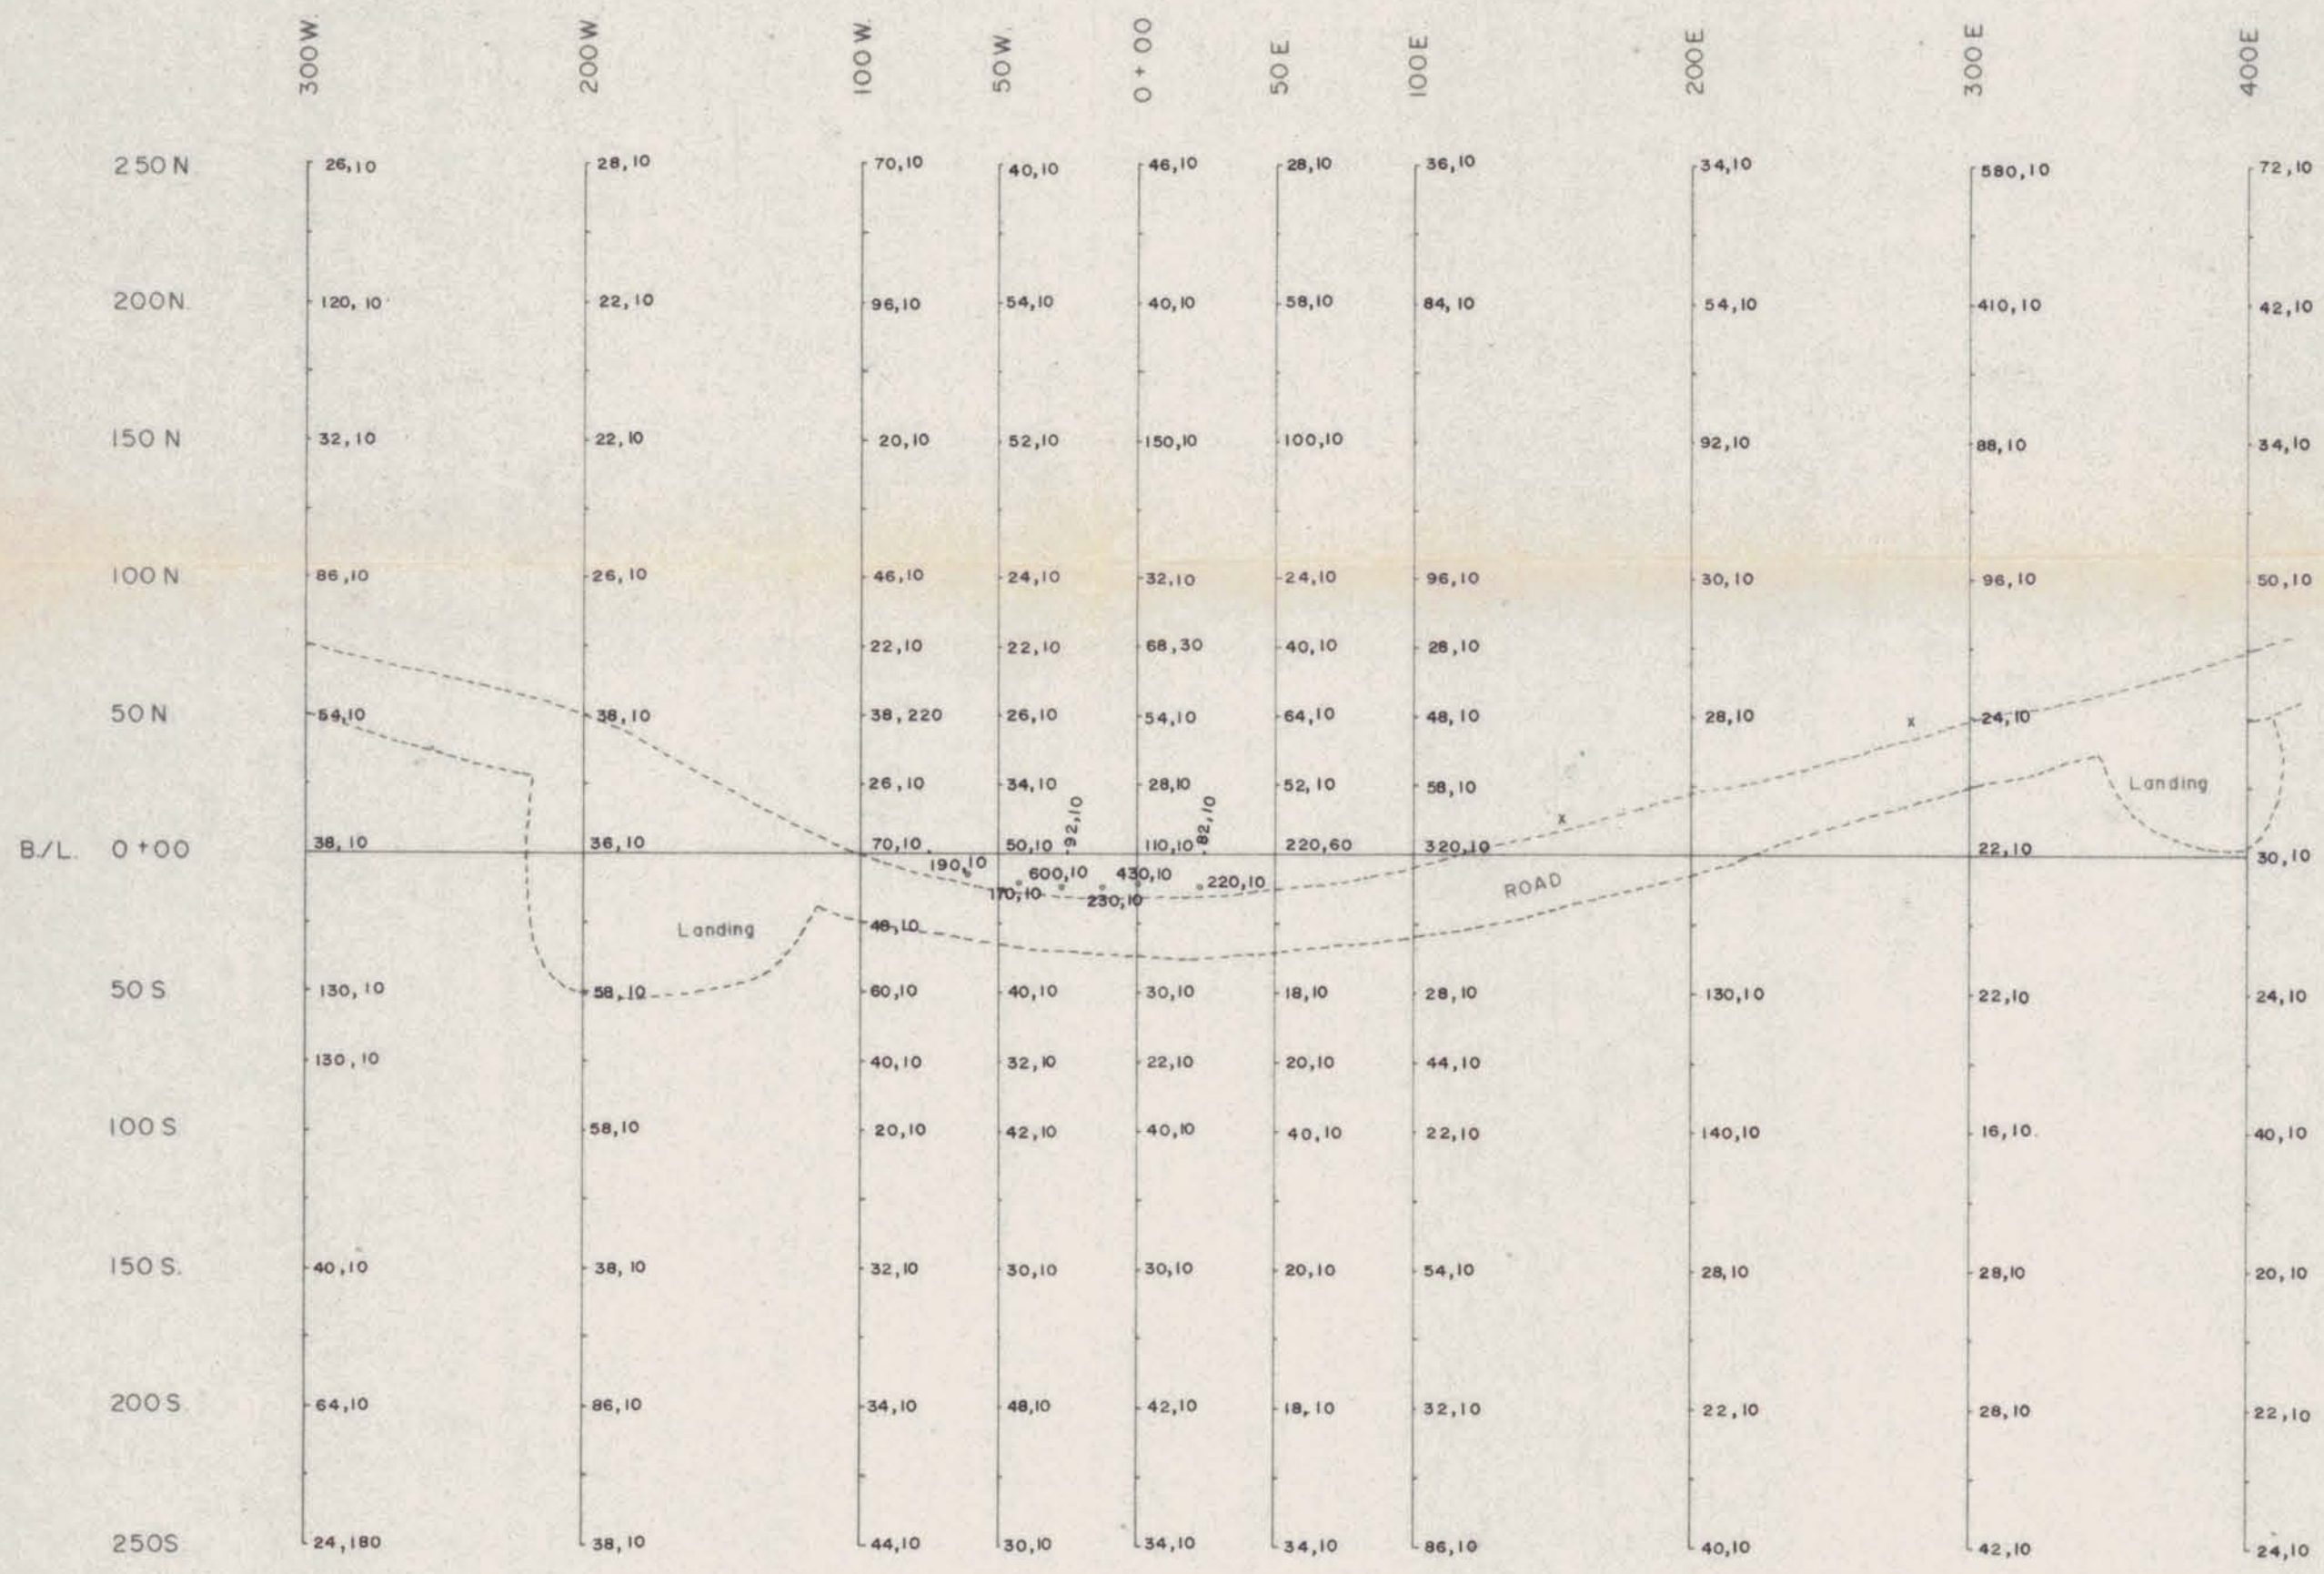 300W. 200W. 100W. 50W. 0+00 50E 100E. 200E 300E 400E
250N. 26,10 28,10 70,10 40,10 46,10 28,10 36,10 34,10 580,10 72,10
200N. 120,10 22,10 96,10 54,10 40,10 58,10 84,10 54,10 410,10 42,10
150N 32,10 22,10 20,10 52,10 150,10 100,10 92,10 88,10 34,10
100N 86,10 26,10 46,10 24,10 32,10 24,10 96,10 30,10 96,10 50,10
22,10 22,10 68,30 40,10 28,10
50N 54,10 38,10 38,220 26,10 54,10 64,10 48,10 28,10 x 24,10
26,10 34,10 28,10 52,10 58,10 Landing
92,10 82,10 x
B./L. 0+00 38,10 36,10 70,10 50,10 110,10 220,60 320,10 22,10 30,10
190,10 600,10 430,10 220,10 ROAD
170,10 230,10
Landing 48,10
50S 130,10 58,10 60,10 40,10 30,10 18,10 28,10 130,10 22,10 24,10
130,10 40,10 32,10 22,10 20,10 44,10
100S 58,10 20,10 42,10 40,10 40,10 22,10 140,10 16,10. 40,10
150S. 40,10 38,10 32,10 30,10 30,10 20,10 54,10 28,10 28,10 20,10
200S. 64,10 86,10 34,10 48,10 42,10 18,10 32,10 22,10 28,10 22,10
250S 24,180 38,10 44,10 30,10 34,10 34,10 86,10 40,10 42,10 24,10